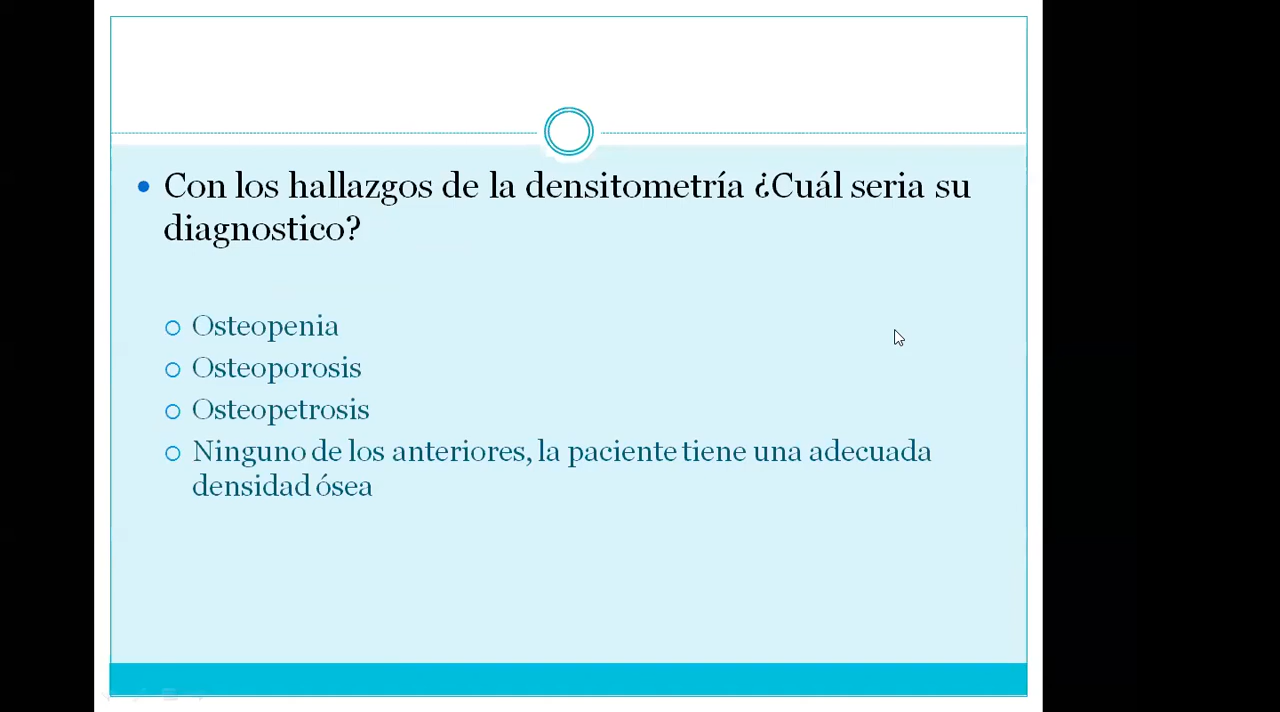 Con los hallazgos de la densitometría ¿Cuál seria su
diagnostico?
Osteopenia
Osteoporosis
Osteopetrosis
Ninguno de los anteriores, la paciente tiene una adecuada
densidad ósea